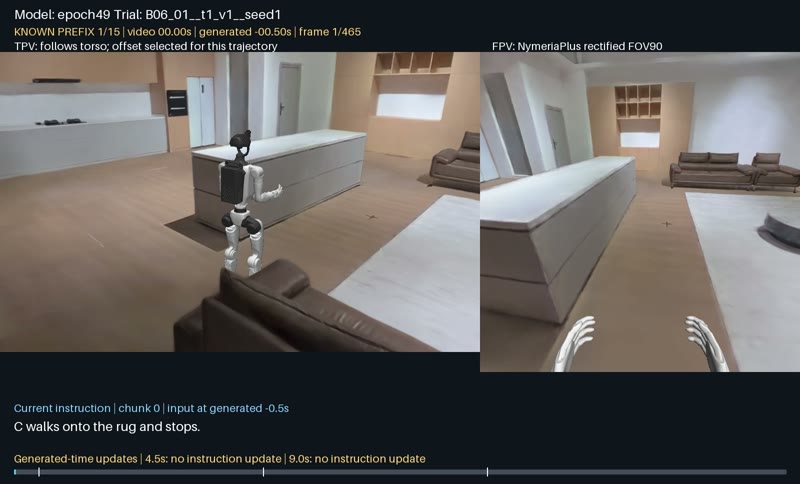 Model: epoch49 Trial: B06_01__t1_v1__seed1
KNOWN PREFIX 1/15 | video 00.00s | generated -00.50s | frame 1/465
TPV: follows torso; offset selected for this trajectory
FPV: NymeriaPlus rectified FOV90
Current instruction | chunk 0 | input at generated -0.5s
C walks onto the rug and stops.
Generated-time updates | 4.5s: no instruction update | 9.0s: no instruction update